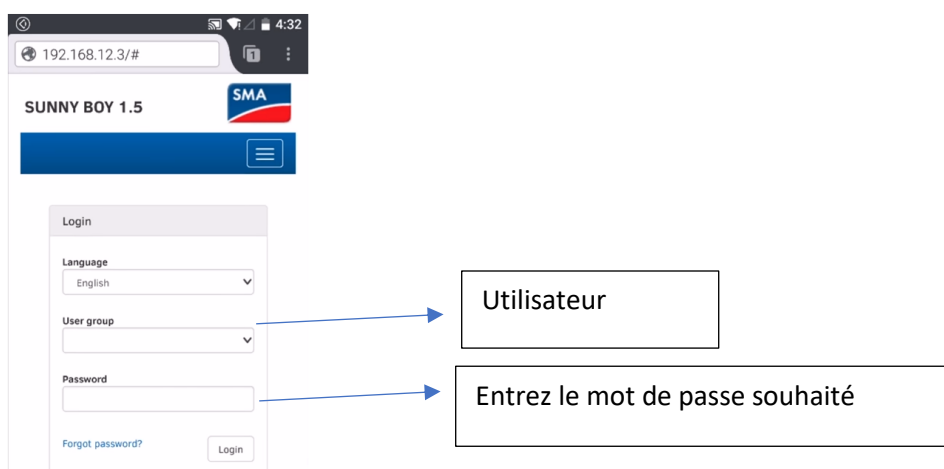 4:32
192.168.12.3/#
1
SUNNY BOY 1.5
SMA
Login
Language
English
User group
Utilisateur
Password
Entrez le mot de passe souhaité
Forgot password?
Login